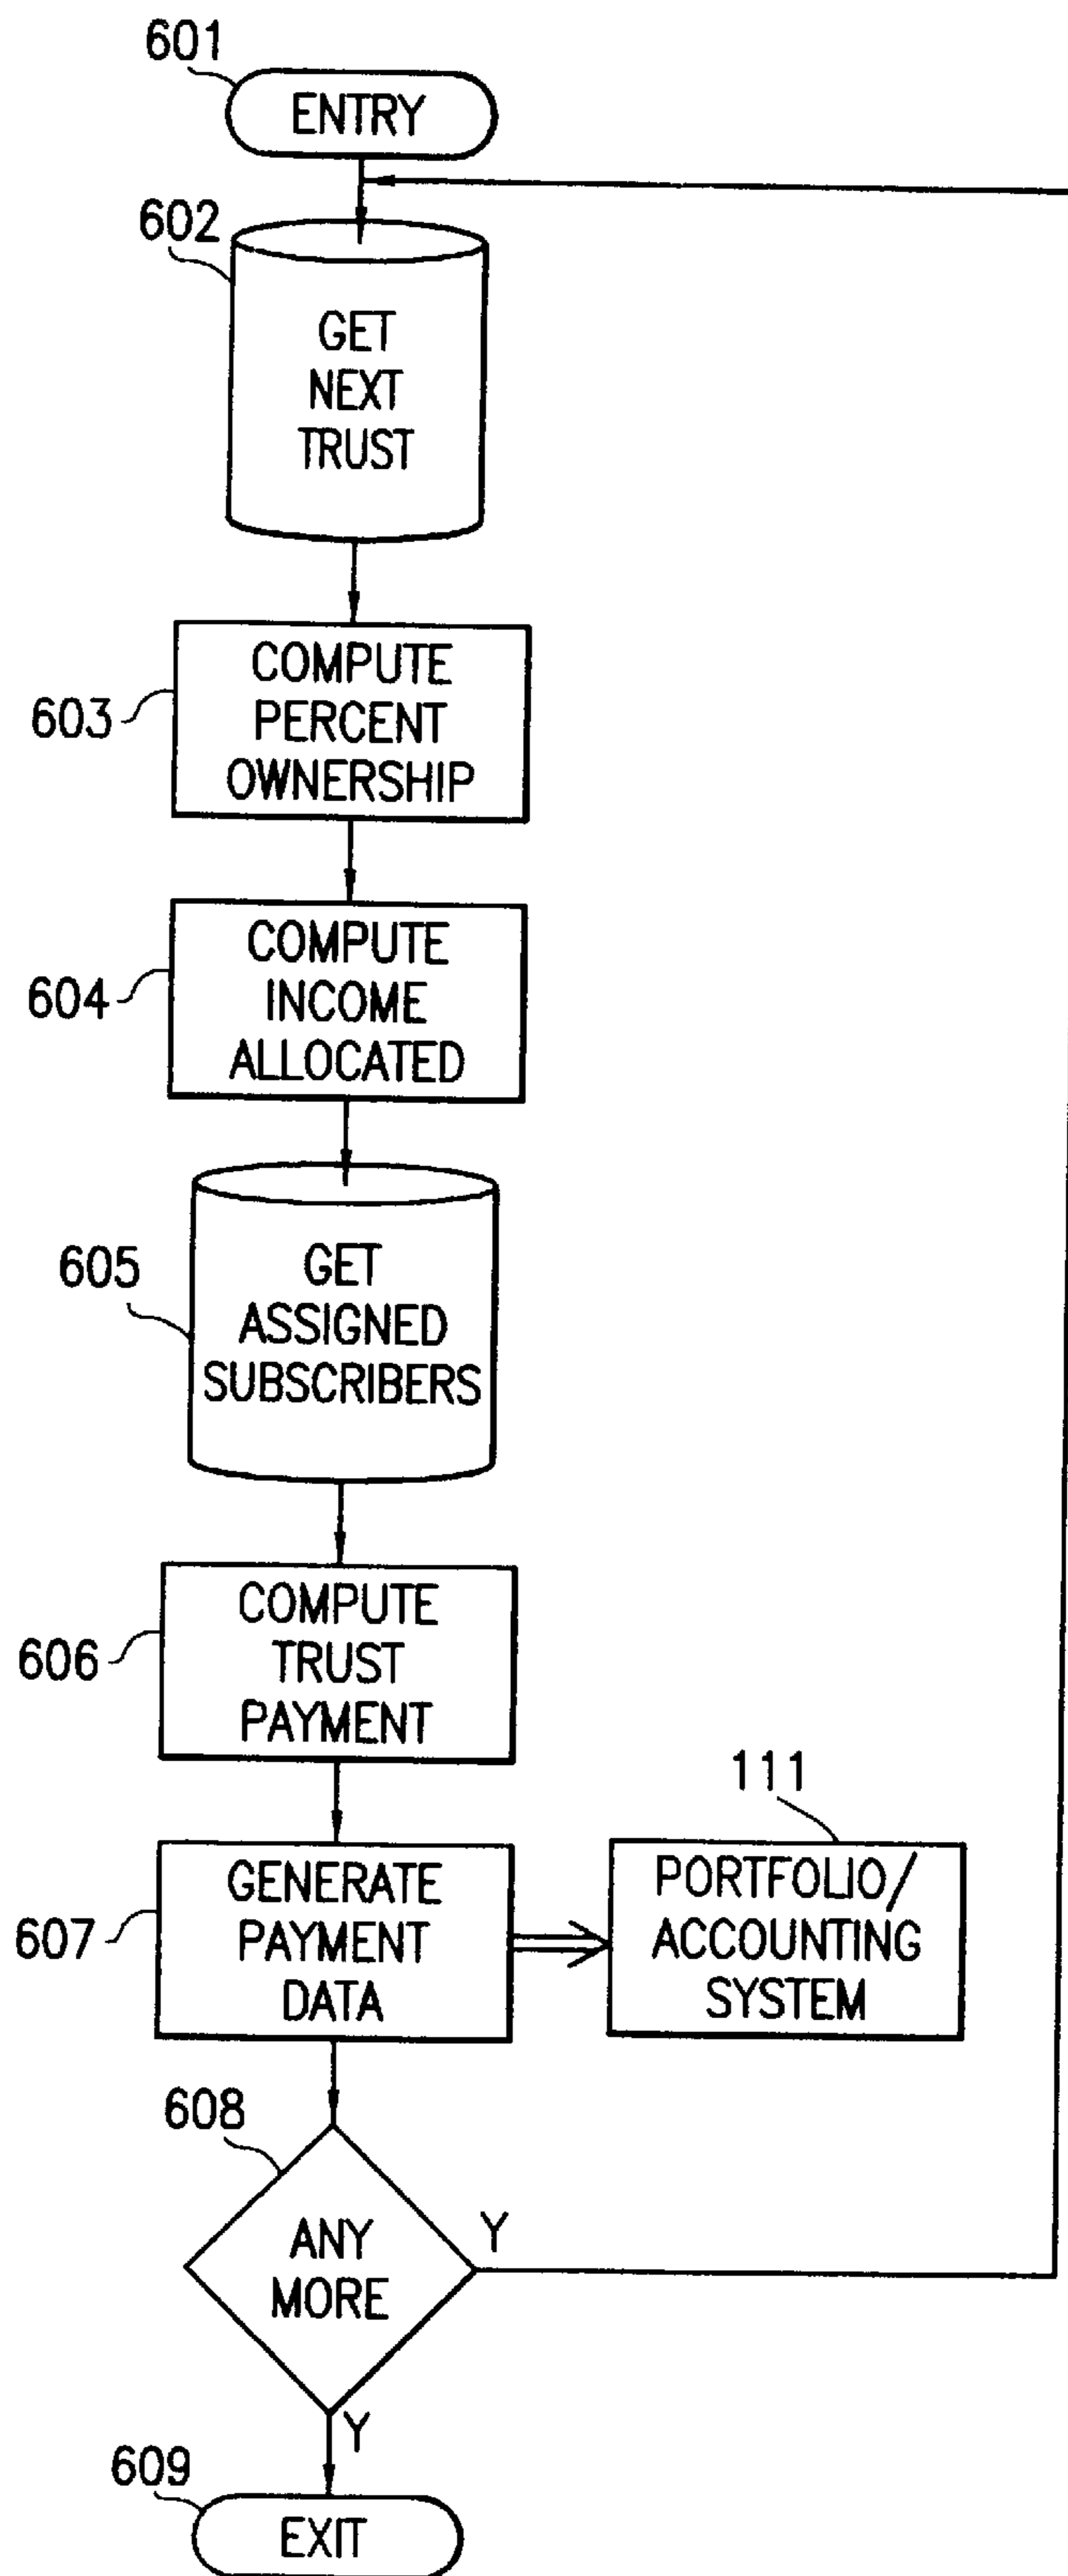 601
ENTRY
602
GET
NEXT
TRUST
603
COMPUTE
PERCENT
OWNERSHIP
604
COMPUTE
INCOME
ALLOCATED
605
GET
ASSIGNED
SUBSCRIBERS
606
COMPUTE
TRUST
PAYMENT
607
GENERATE
PAYMENT
DATA
111
PORTFOLIO/
ACCOUNTING
SYSTEM
608
ANY
MORE
Y
Y
609
EXIT